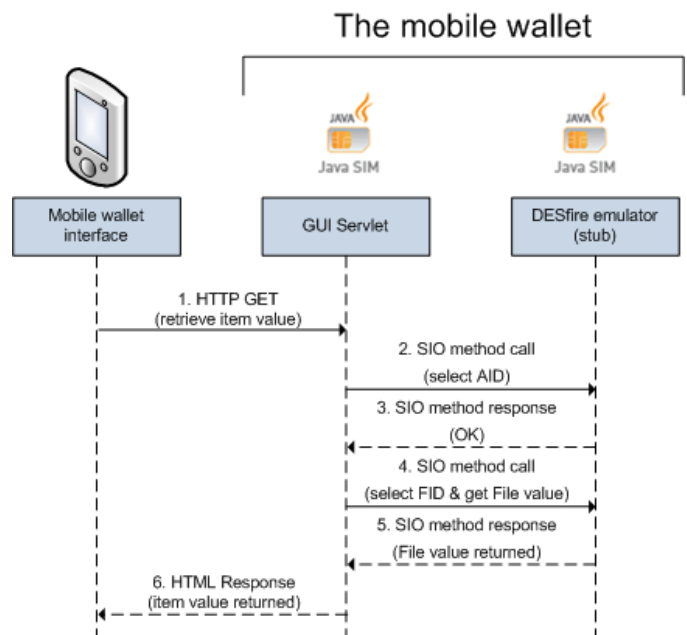 The mobile wallet
JAVA
Java SIM
JAVA
Java SIM
Mobile wallet
interface
GUI Servlet
DESfire emulator
(stub)
1. HTTP GET
(retrieve item value)
2. SIO method call
(select AID)
3. SIO method response
(OK)
4. SIO method call
(select FID & get File value)
5. SIO method response
(File value returned)
6. HTML Response
(item value returned)